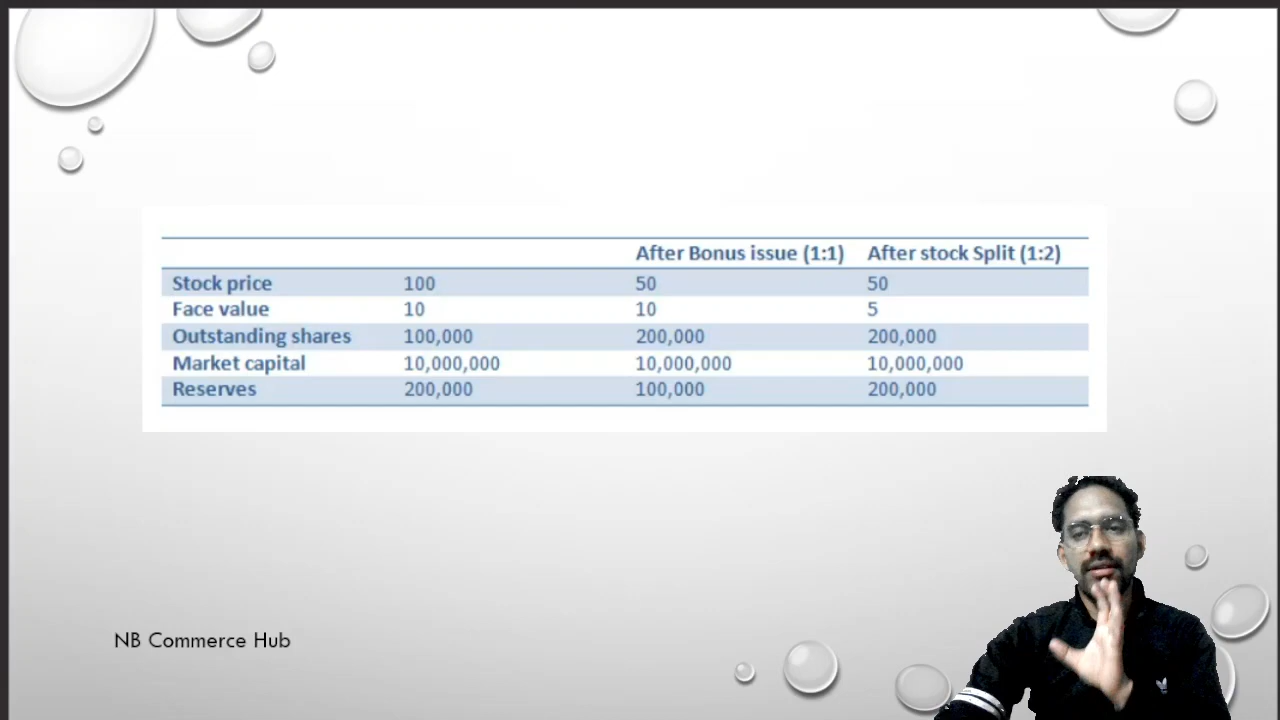 After Bonus issue (1:1) After stock Split (1:2)
Stock price 100 50 50
Face value 10 10 5
Outstanding shares 100,000 200,000 200,000
Market capital 10,000,000 10,000,000 10,000,000
Reserves 200,000 100,000 200,000
NB Commerce Hub